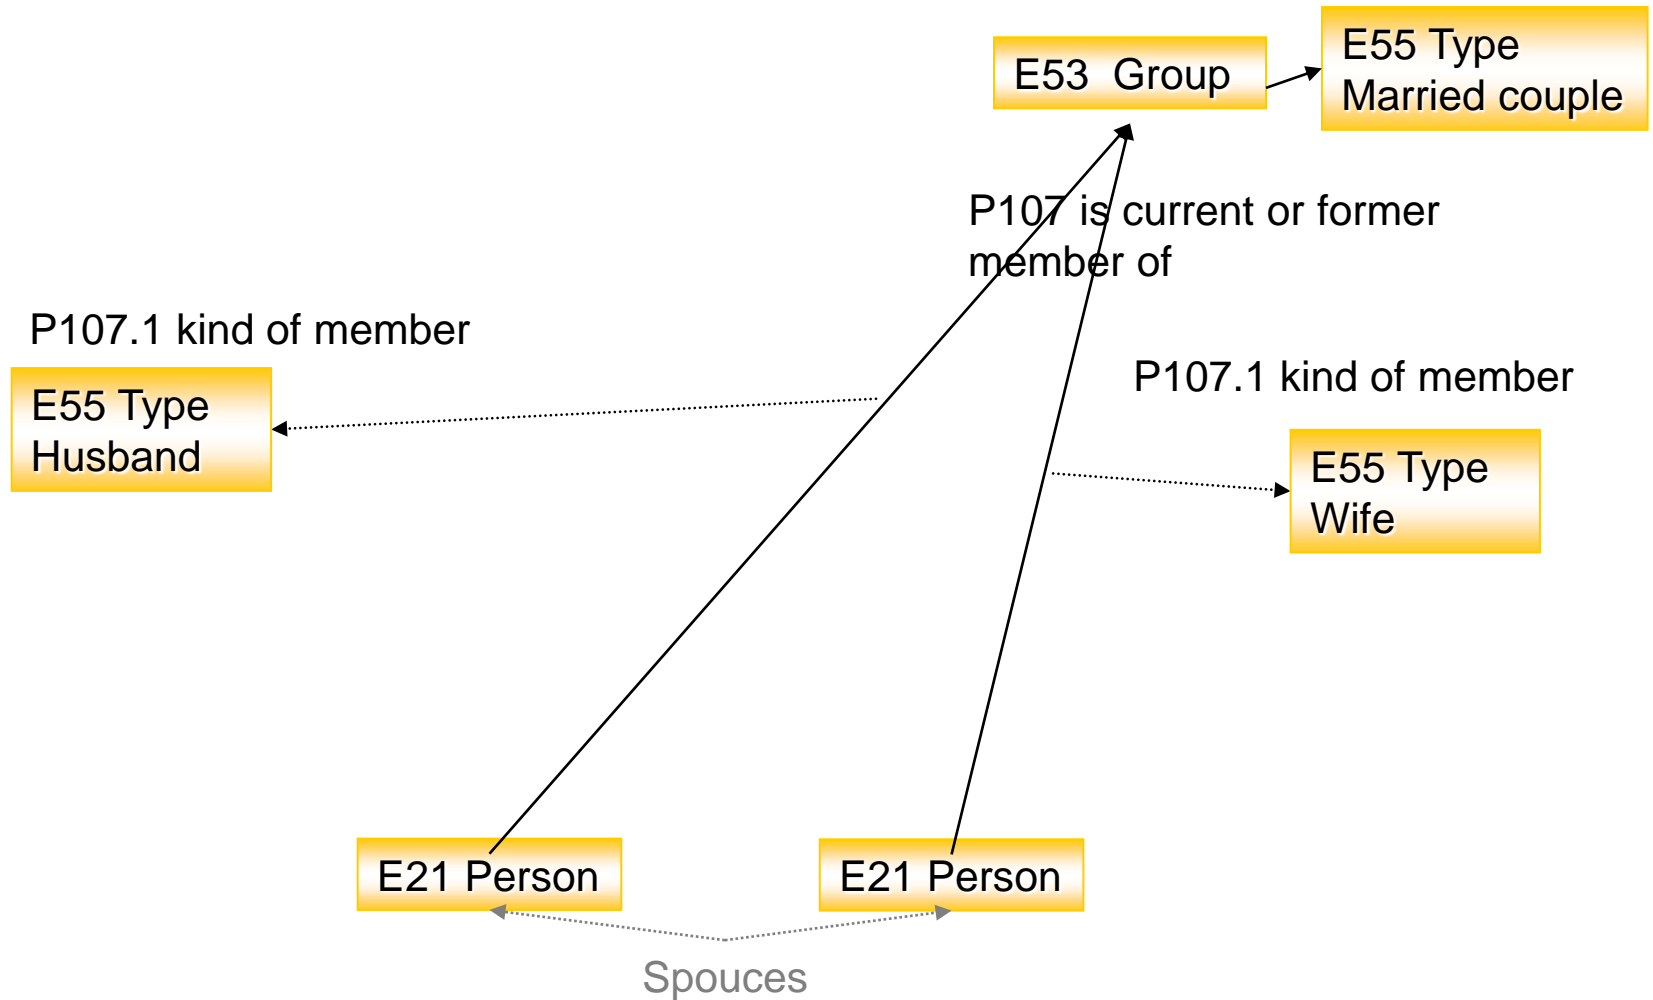 E53 Group
E55 Type
Married couple
P107 is current or former
member of
P107.1 kind of member
E55 Type
Husband
P107.1 kind of member
E55 Type
Wife
E21 Person
E21 Person
Spouces